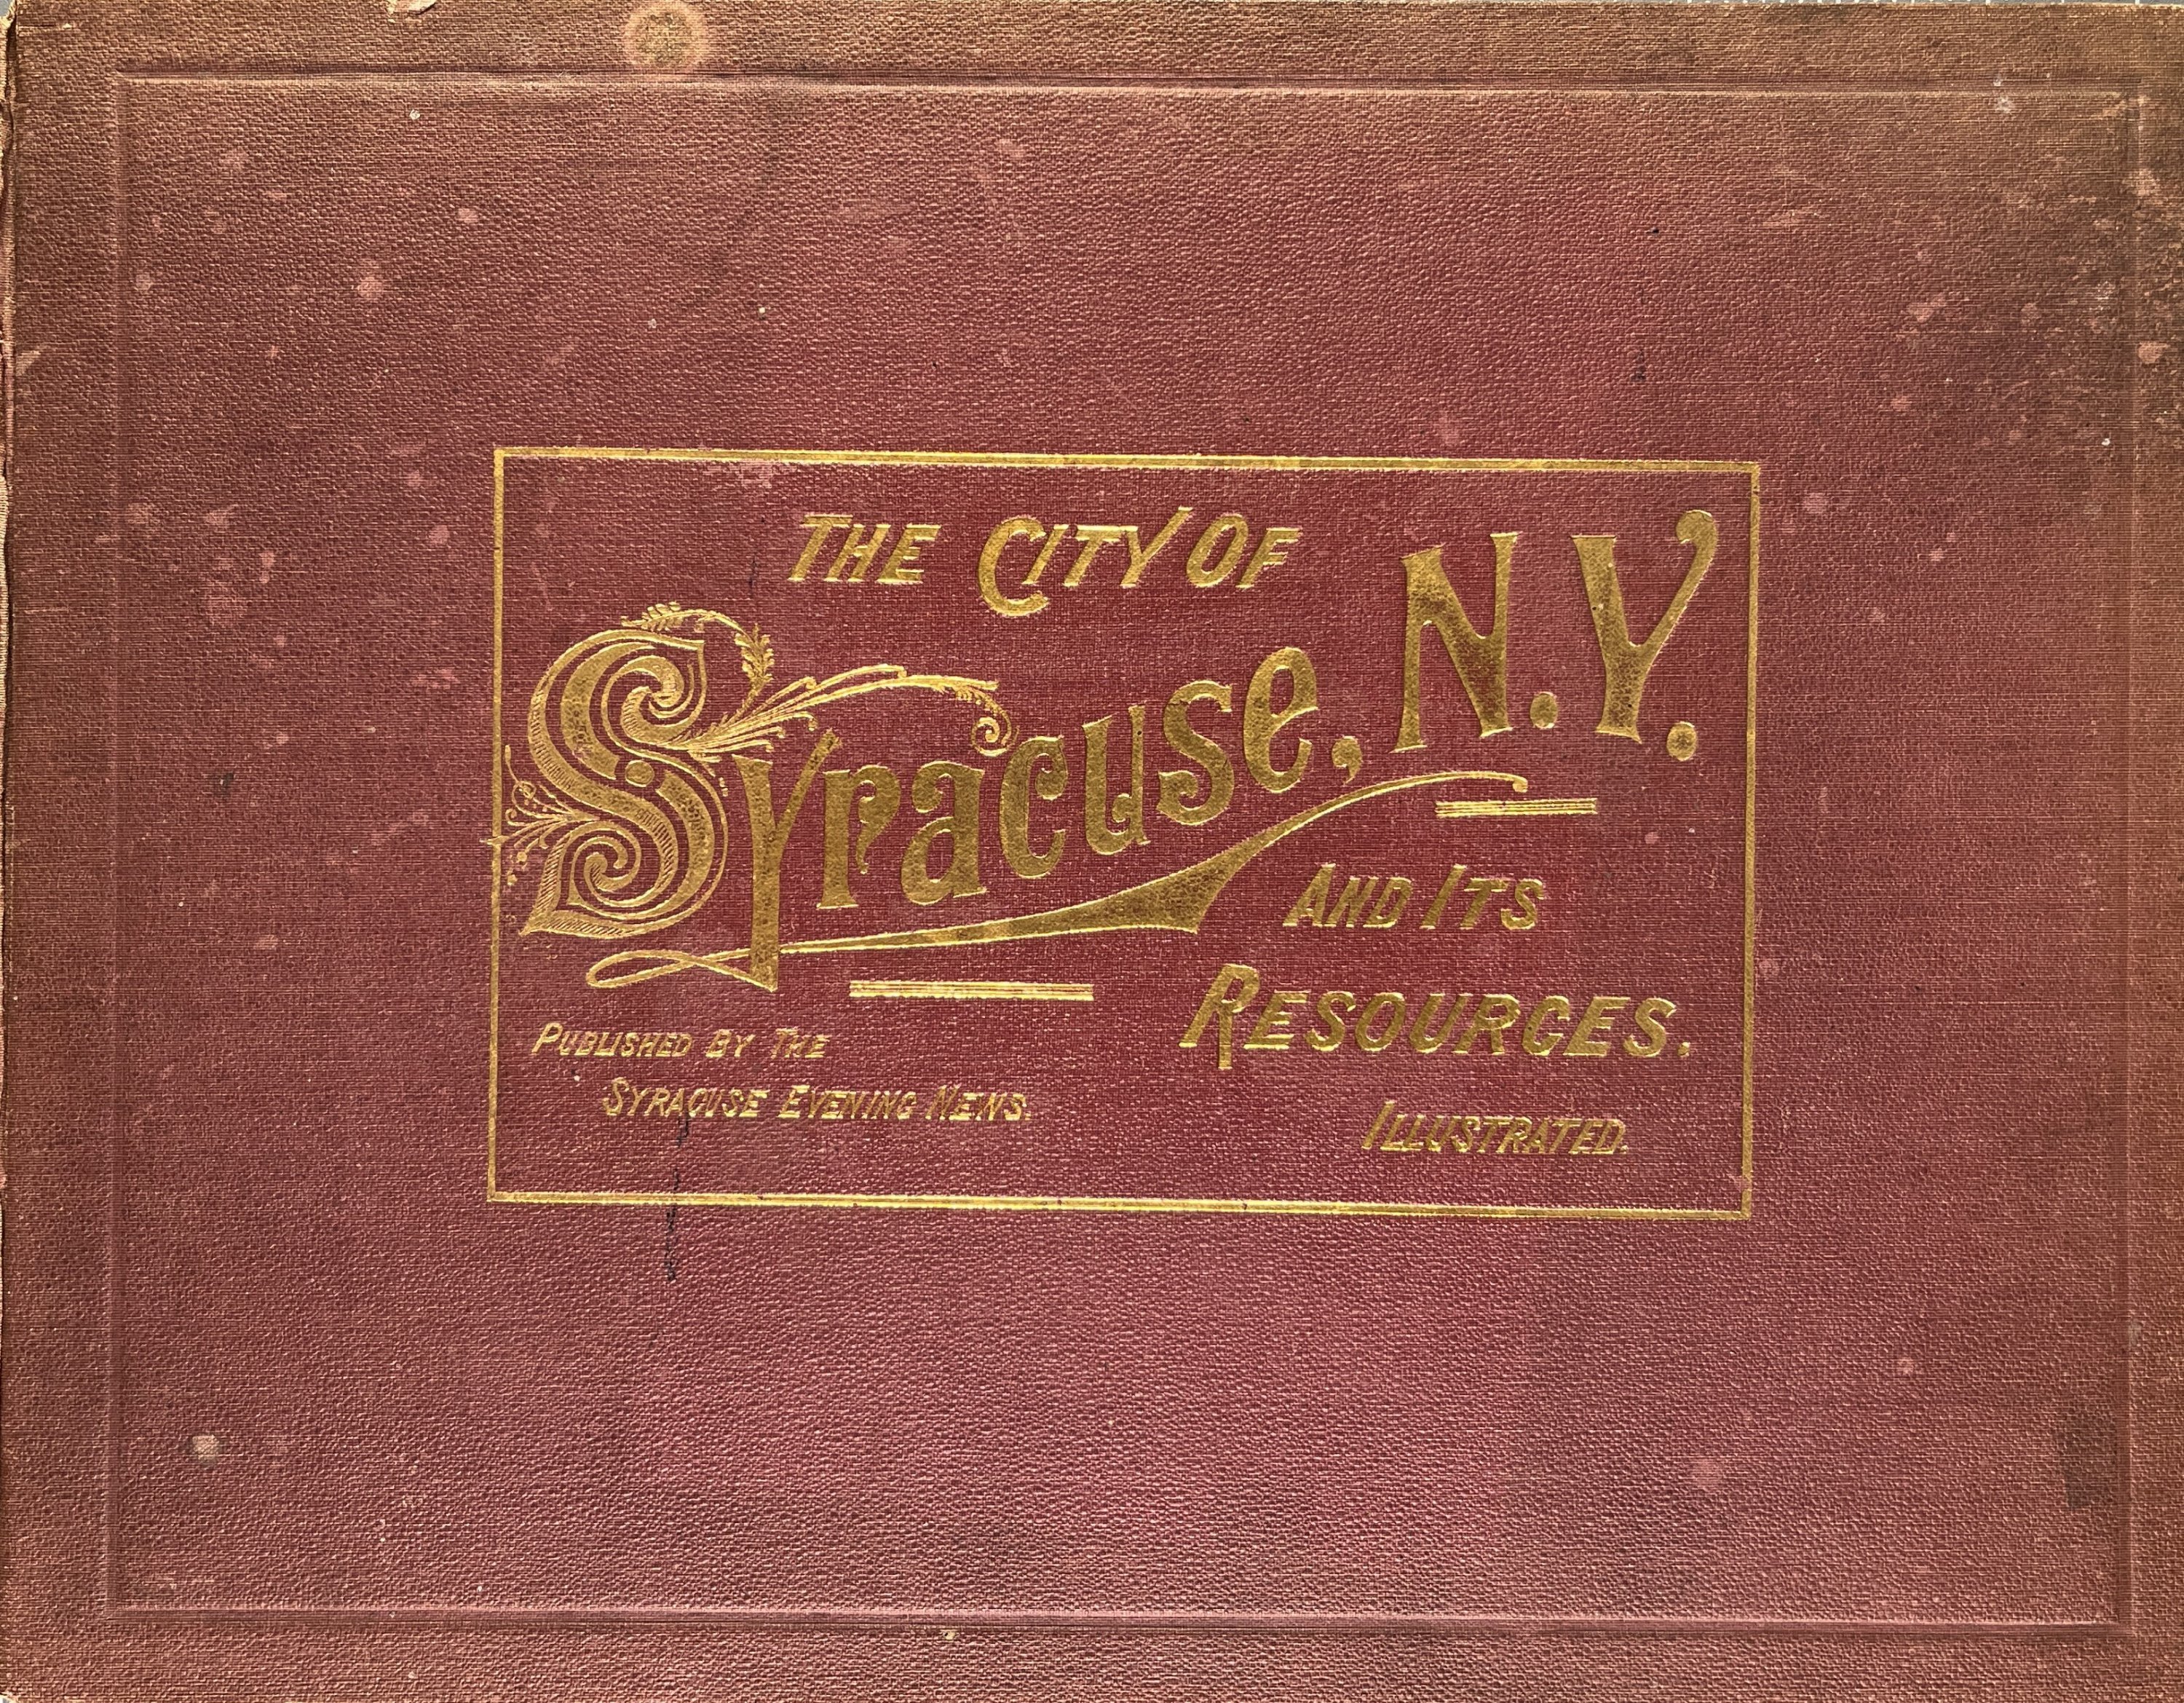 THE CITY OF
Syracuse, N.Y.
AND ITS
RESOURCES.
ILLUSTRATED.
PUBLISHED BY THE
SYRACUSE EVENING NEWS.